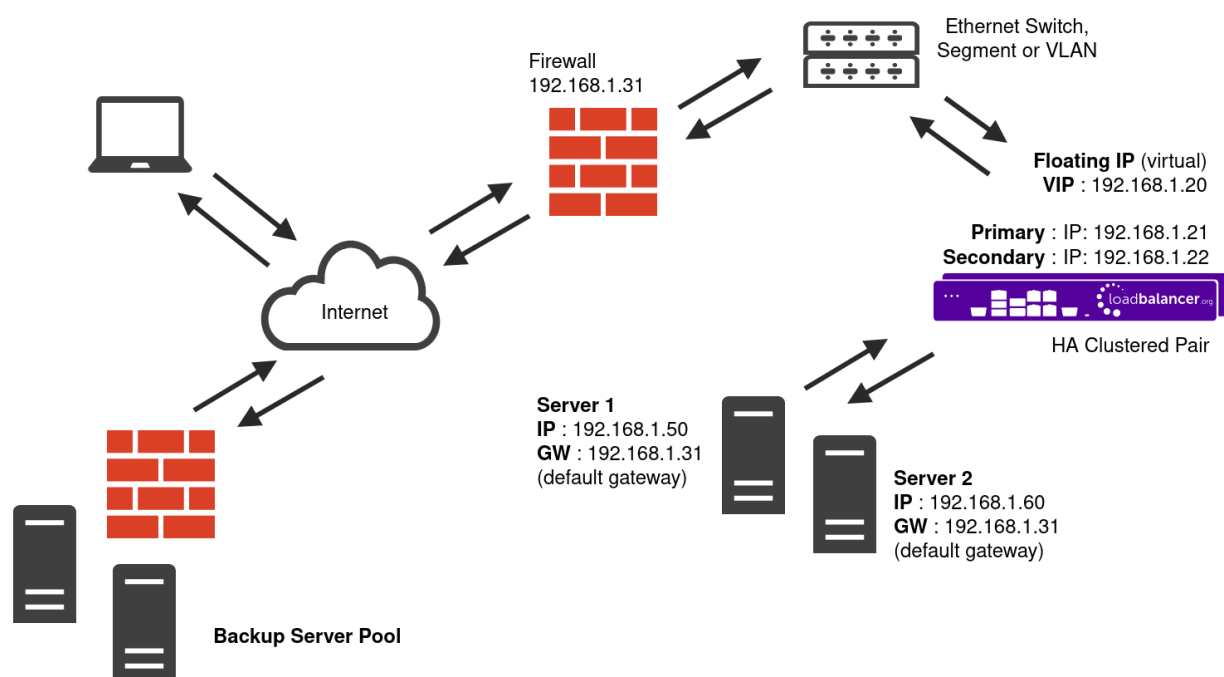 Ethernet Switch,
Segment or VLAN
Firewall
192.168.1.31
Floating IP (virtual)
VIP : 192.168.1.20
Primary : IP: 192.168.1.21
Secondary : IP: 192.168.1.22
loadbalancer.org
HA Clustered Pair
Internet
Server 1
IP : 192.168.1.50
GW : 192.168.1.31
(default gateway)
Server 2
IP : 192.168.1.60
GW : 192.168.1.31
(default gateway)
Backup Server Pool